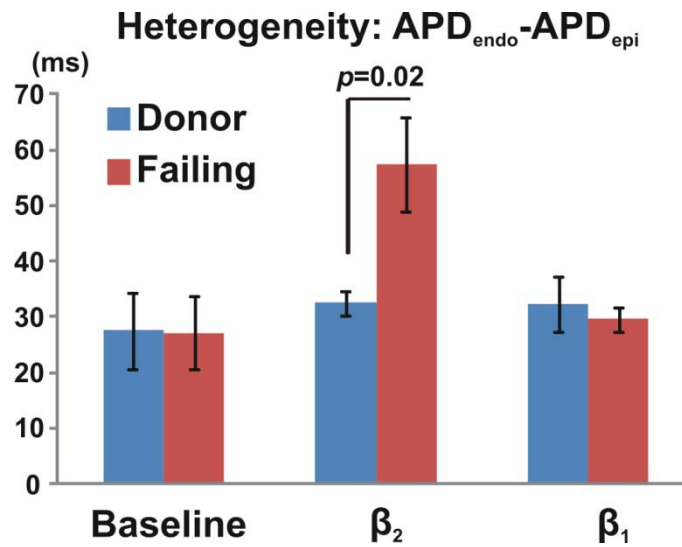 Heterogeneity: APDendo-APDepi
(ms)
p=0.02
70
Donor
60
Failing
50
40
30
20
10
0
Baseline
β₂
β₁